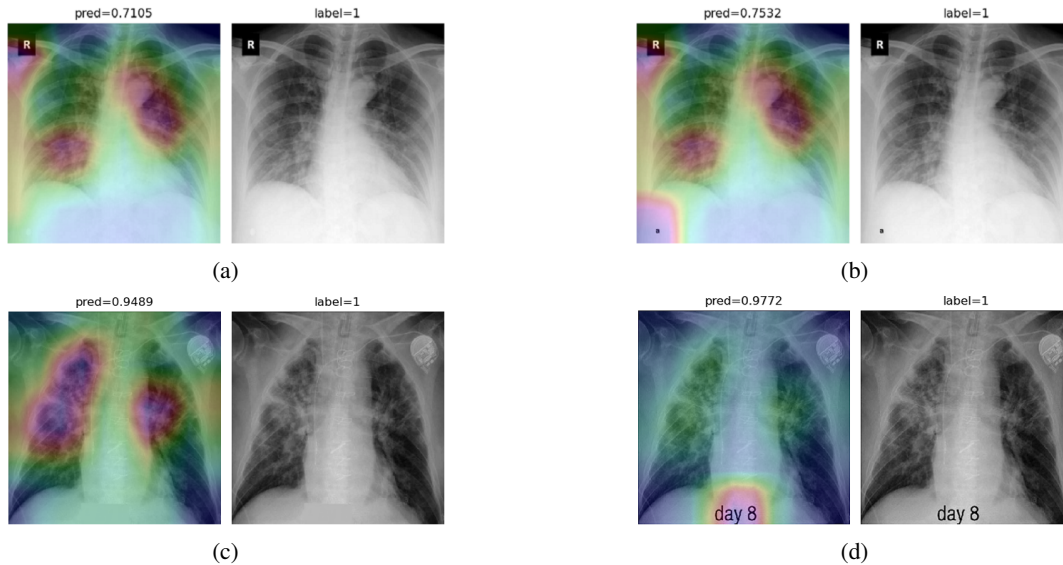 pred=0.7105
label=1
pred=0.7532
label=1
R
R
R
R
(a)
(b)
pred=0.9489
label=1
pred=0.9772
label=1
day 8
day 8
(c)
(d)